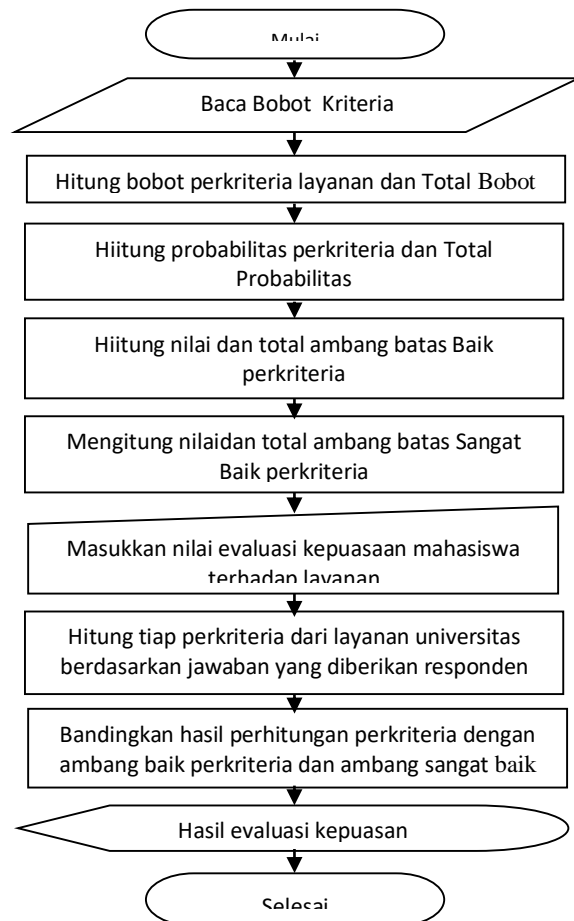 Mulai
Baca Bobot Kriteria
Hitung bobot perkriteria layanan dan Total Bobot
Hiitung probabilitas perkriteria dan Total
Probabilitas
Hiitung nilai dan total ambang batas Baik
perkriteria
Mengitung nilaidan total ambang batas Sangat
Baik perkriteria
Masukkan nilai evaluasi kepuasaan mahasiswa
terhadap layanan
Hitung tiap perkriteria dari layanan universitas
berdasarkan jawaban yang diberikan responden
Bandingkan hasil perhitungan perkriteria dengan
ambang baik perkriteria dan ambang sangat baik
Hasil evaluasi kepuasan
Selesai